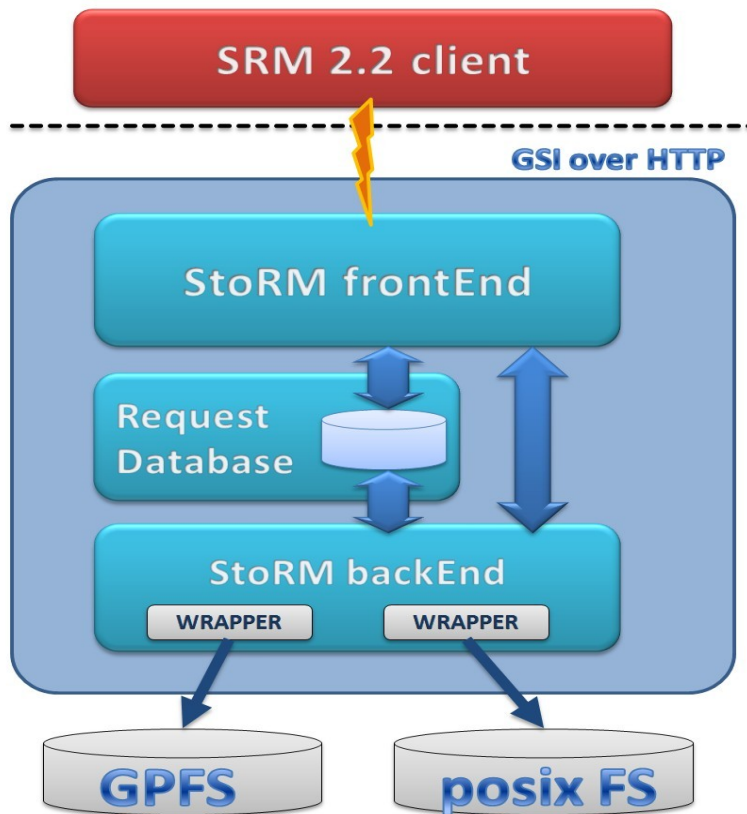 SRM 2.2 client
GSI over HTTP
StoRM frontEnd
Request
Database
StoRM backEnd
WRAPPER
WRAPPER
GPFS
posix FS